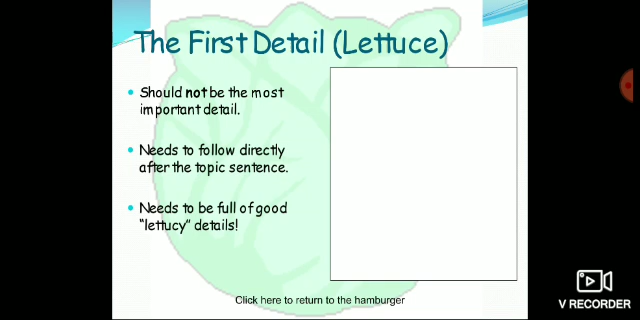 The First Detail (Lettuce)
Should not be the most
important detail.
Needs to follow directly
after the topic sentence.
Needs to be full of good
"lettucy" details!
Click here to return to the hamburger
V RECORDER